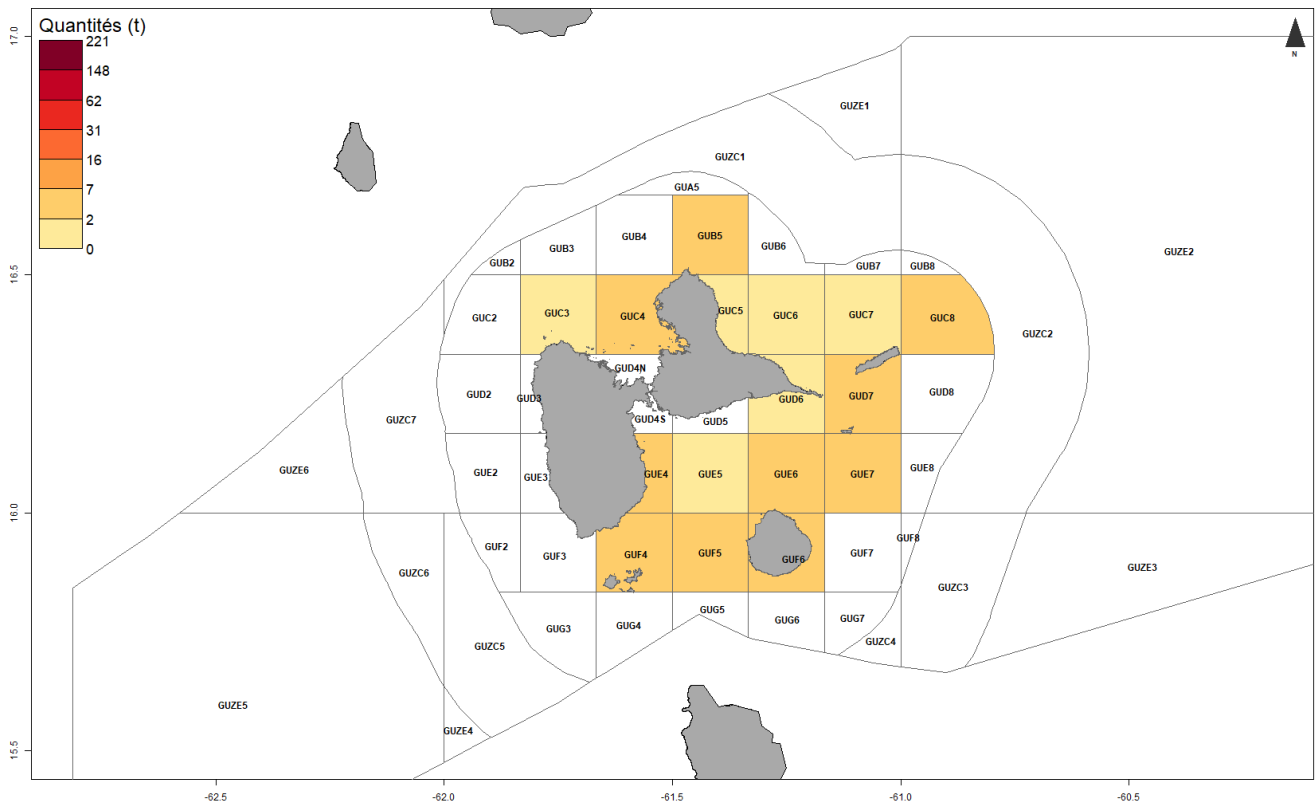 Quantités (t)
221
148
62
31
16
7
2
0
N
17.0
16.5
16.0
15.5
-62.5
-62.0
-61.5
-61.0
-60.5
GUZE1
GUZC1
GUA5
GUB2
GUB3
GUB4
GUB5
GUB6
GUB7
GUB8
GUZE2
GUC2
GUC3
GUC4
GUC5
GUC6
GUC7
GUC8
GUZC2
GUD2
GUD3
GUD4N
GUD4S
GUD5
GUD6
GUD7
GUD8
GUZC7
GUZE6
GUE2
GUE3
GUE4
GUE5
GUE6
GUE7
GUE8
GUF2
GUF3
GUF4
GUF5
GUF6
GUF7
GUF8
GUZE3
GUZC6
GUZC3
GUG3
GUG4
GUG5
GUG6
GUG7
GUZC4
GUZC5
GUZE5
GUZE4